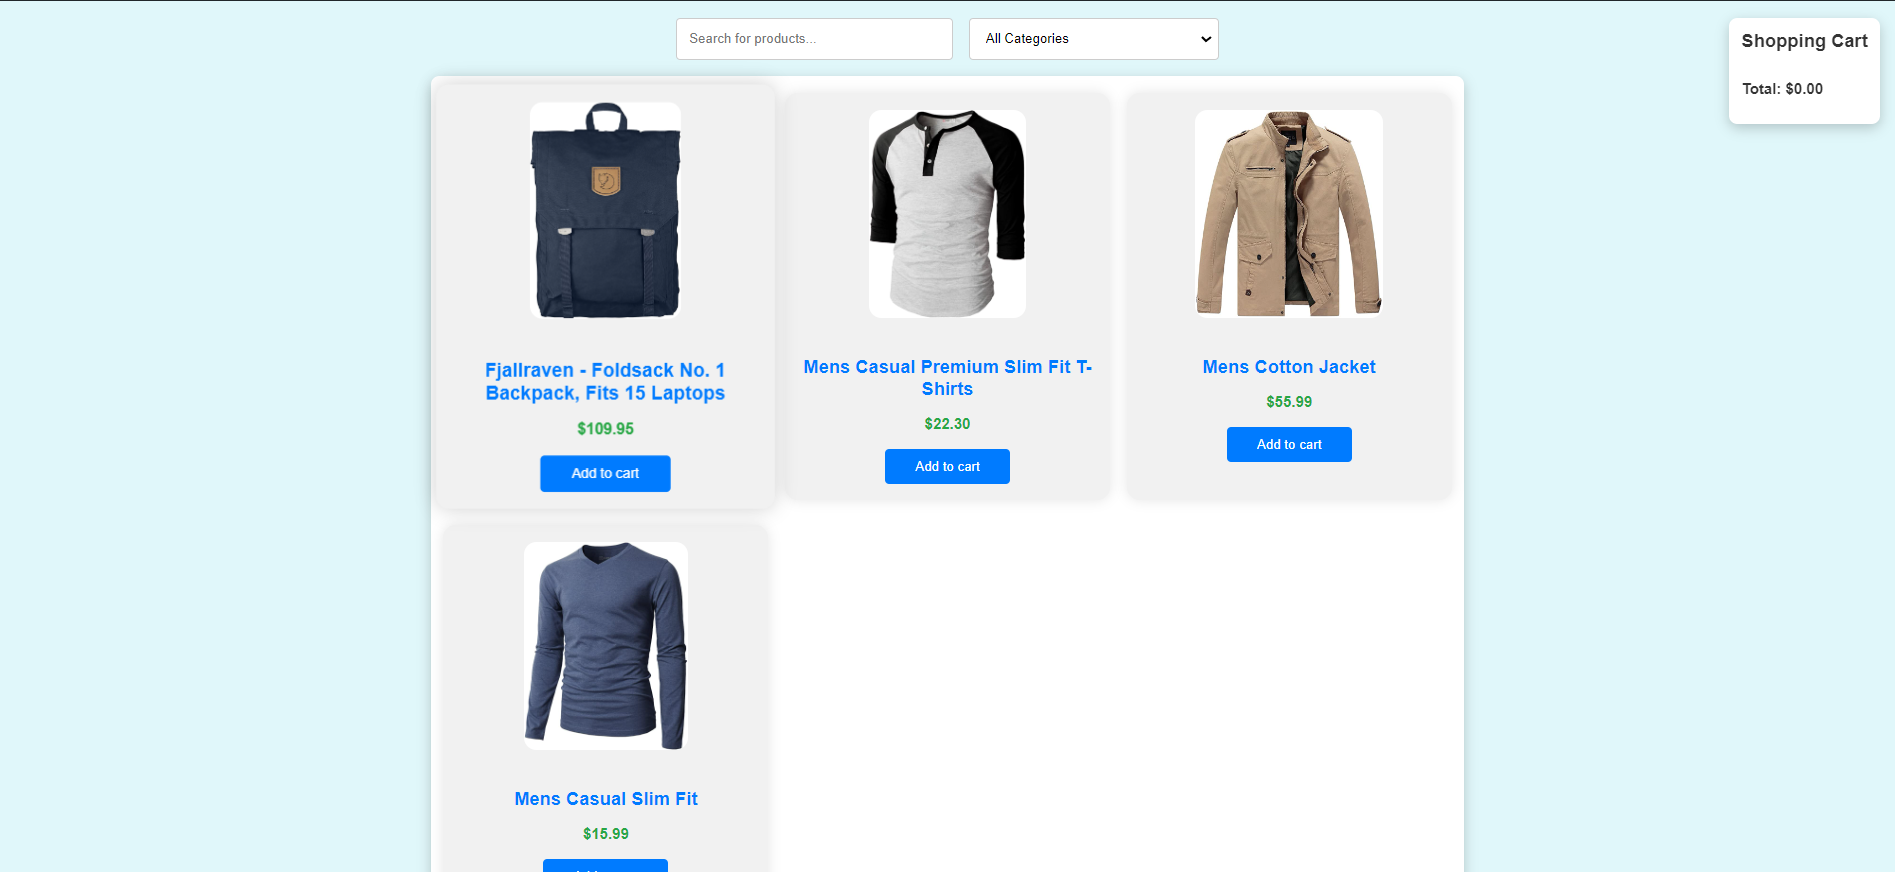 Search for products...
All Categories
Shopping Cart
Total: $0.00
Fjallraven - Foldsack No. 1
Backpack, Fits 15 Laptops
$109.95
Add to cart
Mens Casual Premium Slim Fit T-
Shirts
$22.30
Add to cart
Mens Cotton Jacket
$55.99
Add to cart
Mens Casual Slim Fit
$15.99